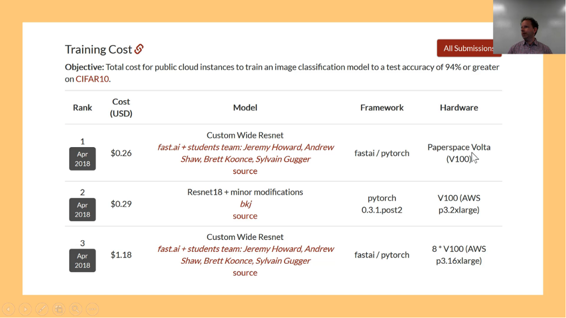 Training Cost
All Submissions
Objective: Total cost for public cloud instances to train an image classification model to a test accuracy of 94% or greater
on CIFAR10.
Rank
Cost
(USD)
Model
Framework
Hardware
1
Apr
2018
$0.26
Custom Wide Resnet
fast.ai + students team: Jeremy Howard, Andrew
Shaw, Brett Koonce, Sylvain Gugger
source
fastai / pytorch
Paperspace Volta
(V100)
2
Apr
2018
$0.29
Resnet18 + minor modifications
bkj
source
pytorch
0.3.1.post2
V100 (AWS
p3.2xlarge)
3
Apr
2018
$1.18
Custom Wide Resnet
fast.ai + students team: Jeremy Howard, Andrew
Shaw, Brett Koonce, Sylvain Gugger
source
fastai / pytorch
8 * V100 (AWS
p3.16xlarge)